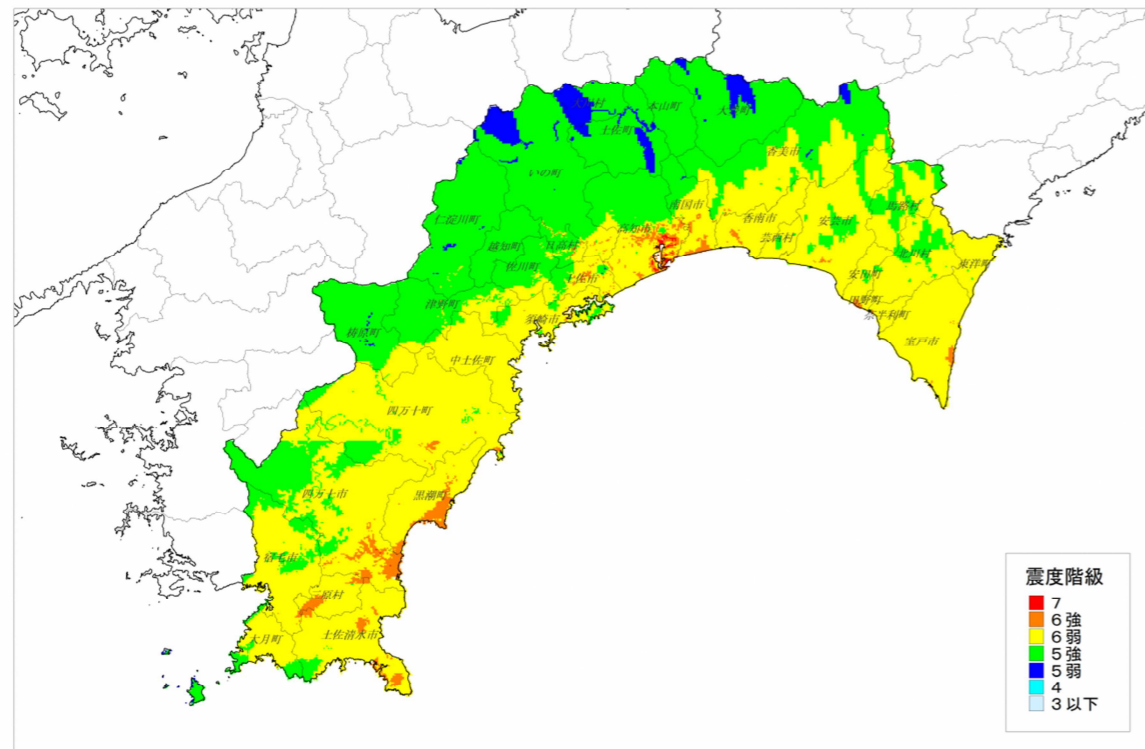 本山町
土佐町
いの町
香美市
仁淀川町
南国市
香南市
高知市
芸西村
安芸市
馬路村
北川村
東洋町
越知町
日高村
佐川町
土佐市
安田町
田野町
奈半利町
室戸市
津野町
須崎市
梼原町
中土佐町
四万十町
四万十市
黒潮町
宿毛市
原村
大月町
土佐清水市
震度階級
7
6強
6弱
5強
5弱
4
3以下